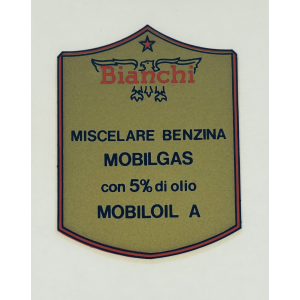 Bianchi
MISCELARE BENZINA
MOBILGAS
con 5% di olio
MOBILOIL A